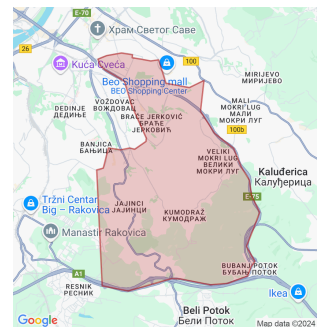 E-70
Храм Светог Саве
26
Kuća Cveća
100
Beo Shopping mall
BEO Shopping Center
MIRIJEVO
МИРИЈЕВО
DEDINJE
ДЕДИЊЕ
VOŽDOVAC
ВОЖДОВАЦ
BRAĆE JERKOVIĆ
БРАЋЕ
ЈЕРКОВИЋ
MALI
MOKRI LUG
МАЛИ
МОКРИ ЛУГ
100b
BANJICA
БАЊИЦА
VELIKI
MOKRI LUG
ВЕЛИКИ
МОКРИ ЛУГ
Kaluđerica
Калуђерица
E-75
Tržni Centar
Big – Rakovica
JAJINCI
ЈАЈИНЦИ
KUMODRAŽ
КУМОДРАЖ
Manastir Rakovica
BUBANJ POTOK
БУБАЊ ПОТОК
A1
RESNIK
РЕСНИК
Ikea
Beli Potok
Бели Поток
Google
Map data ©2024